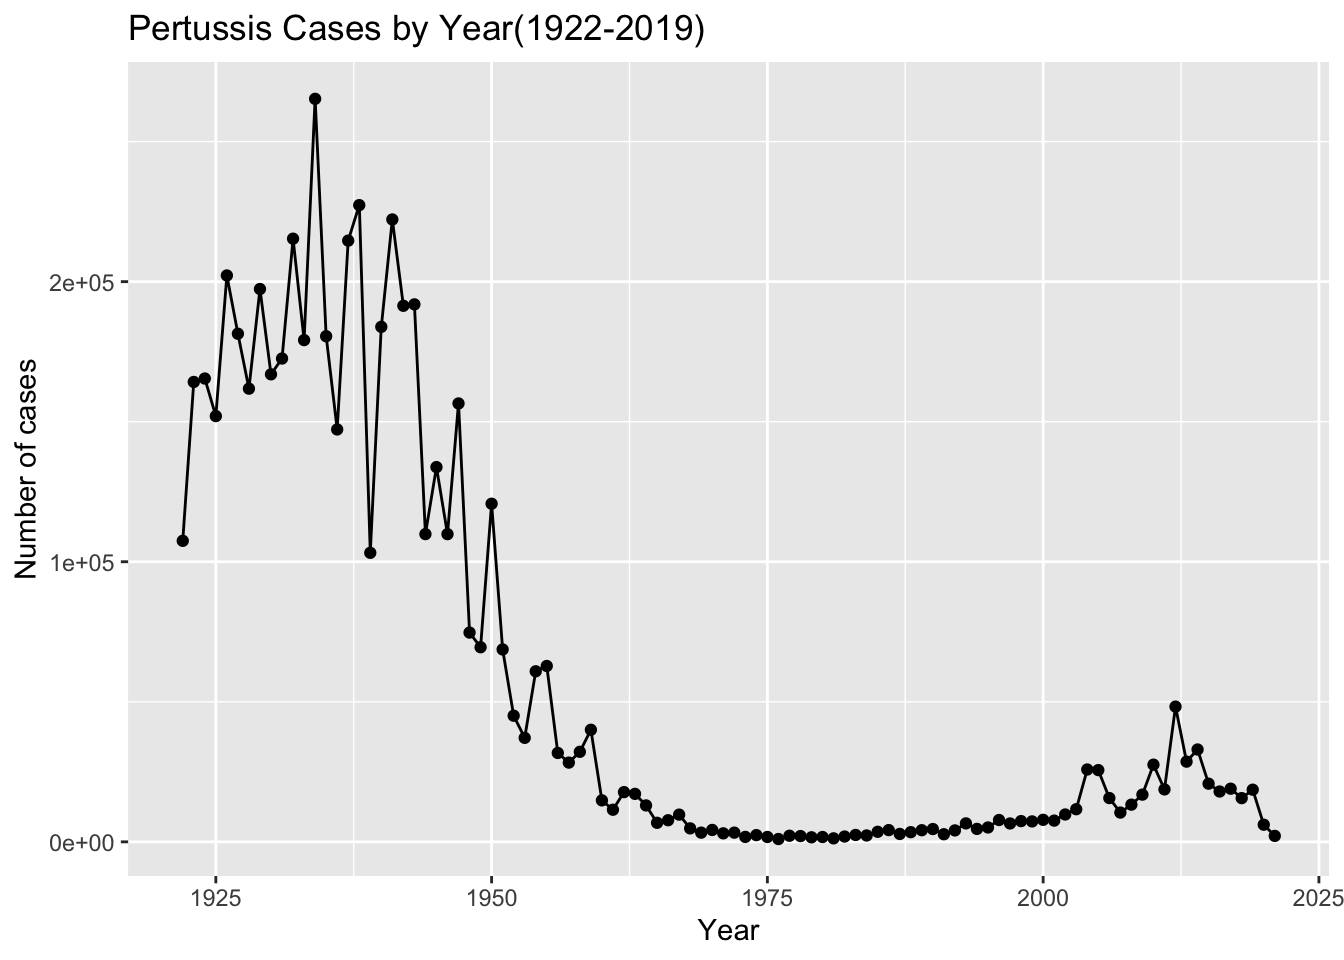 Pertussis Cases by Year(1922-2019)
Number of cases
2e+05
1e+05
0e+00
1925 1950 1975 2000 2025
Year